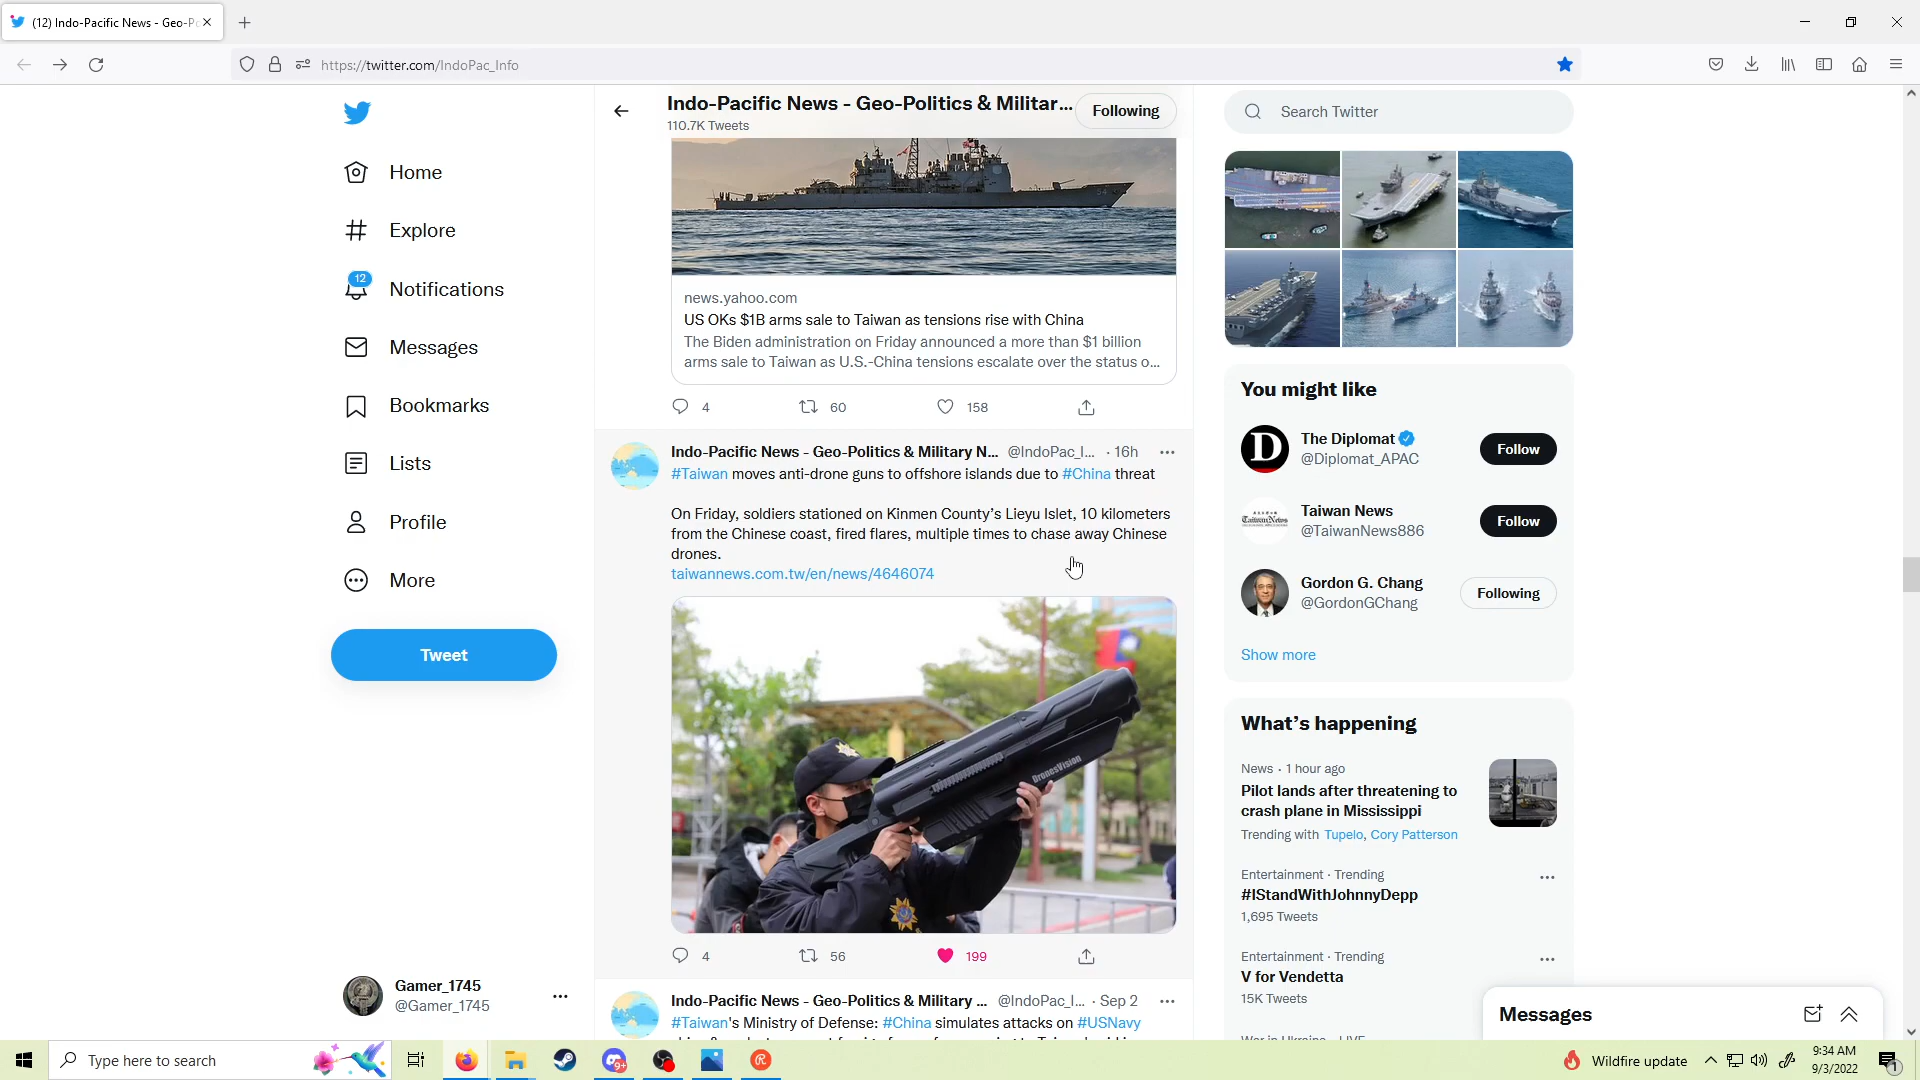 (12) Indo-Pacific News - Geo-P
https://twitter.com/IndoPac_Info
Home
Explore
12
Notifications
Messages
Bookmarks
Lists
Profile
More
Tweet
Gamer_1745
@Gamer_1745
Indo-Pacific News - Geo-Politics & Militar...
110.7K Tweets
Following
news.yahoo.com
US OKs $1B arms sale to Taiwan as tensions rise with China
The Biden administration on Friday announced a more than $1 billion
arms sale to Taiwan as U.S.-China tensions escalate over the status o...
4 60 158
Indo-Pacific News - Geo-Politics & Military N... @IndoPac_I... · 16h
#Taiwan moves anti-drone guns to offshore islands due to #China threat
On Friday, soldiers stationed on Kinmen County's Lieyu Islet, 10 kilometers
from the Chinese coast, fired flares, multiple times to chase away Chinese
drones.
taiwannews.com.tw/en/news/4646074
DronesVision
4 56 199
Indo-Pacific News - Geo-Politics & Military ... @IndoPac_I... · Sep 2
#Taiwan's Ministry of Defense: #China simulates attacks on #USNavy
Search Twitter
You might like
The Diplomat
@Diplomat_APAC
Follow
Taiwan News
@TaiwanNews886
Follow
Gordon G. Chang
@GordonGChang
Following
Show more
What's happening
News · 1 hour ago
Pilot lands after threatening to
crash plane in Mississippi
Trending with Tupelo, Cory Patterson
Entertainment · Trending
#IStandWithJohnnyDepp
1,695 Tweets
Entertainment · Trending
V for Vendetta
15K Tweets
Messages
Type here to search
9+
Wildfire update
9:34 AM
9/3/2022
1